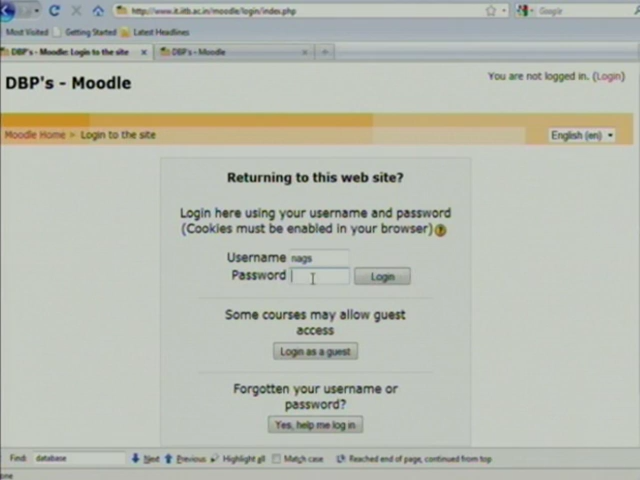 http://www.it.iitb.ac.in/moodle/login/index.php
Google
Most Visited Getting Started Latest Headlines
DBP's - Moodle: Login to the site
DBP's - Moodle
DBP's - Moodle
You are not logged in. (Login)
Moodle Home > Login to the site
English (en)
Returning to this web site?
Login here using your username and password
(Cookies must be enabled in your browser)
Username nags
Password
Login
Some courses may allow guest
access
Login as a guest
Forgotten your username or
password?
Yes, help me log in
Find: database Next Previous Highlight all Match case Reached end of page, continued from top